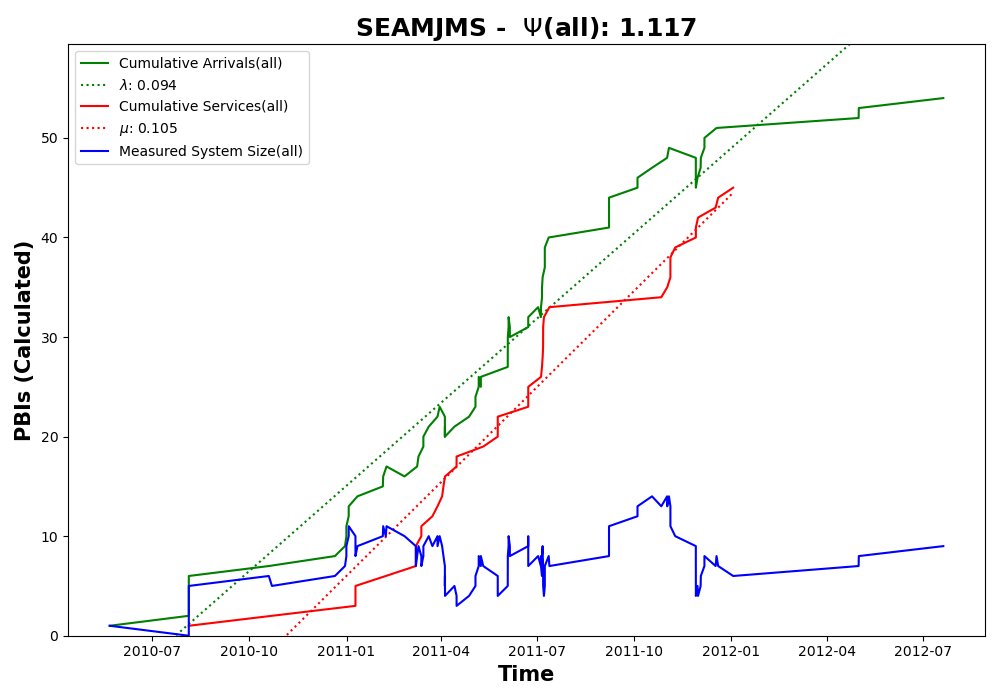 SEAMJMS -  Ψ(all): 1.117
Cumulative Arrivals(all)
λ: 0.094
Cumulative Services(all)
μ: 0.105
Measured System Size(all)
PBIs (Calculated)
50
40
30
20
10
0
2010-07 2010-10 2011-01 2011-04 2011-07 2011-10 2012-01 2012-04 2012-07
Time